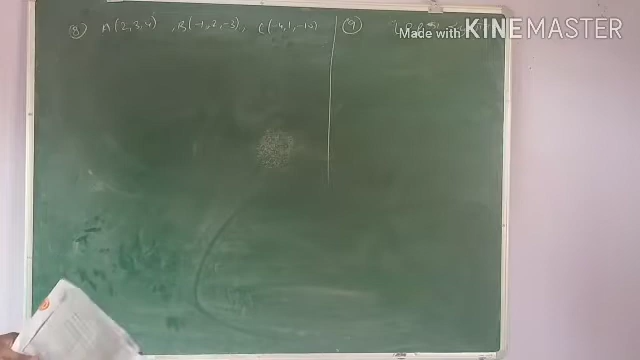 ⑧ A(2,3,4) , B(-1,2,-3), C(-4,1,-10)
⑨
Made with KINEMASTER